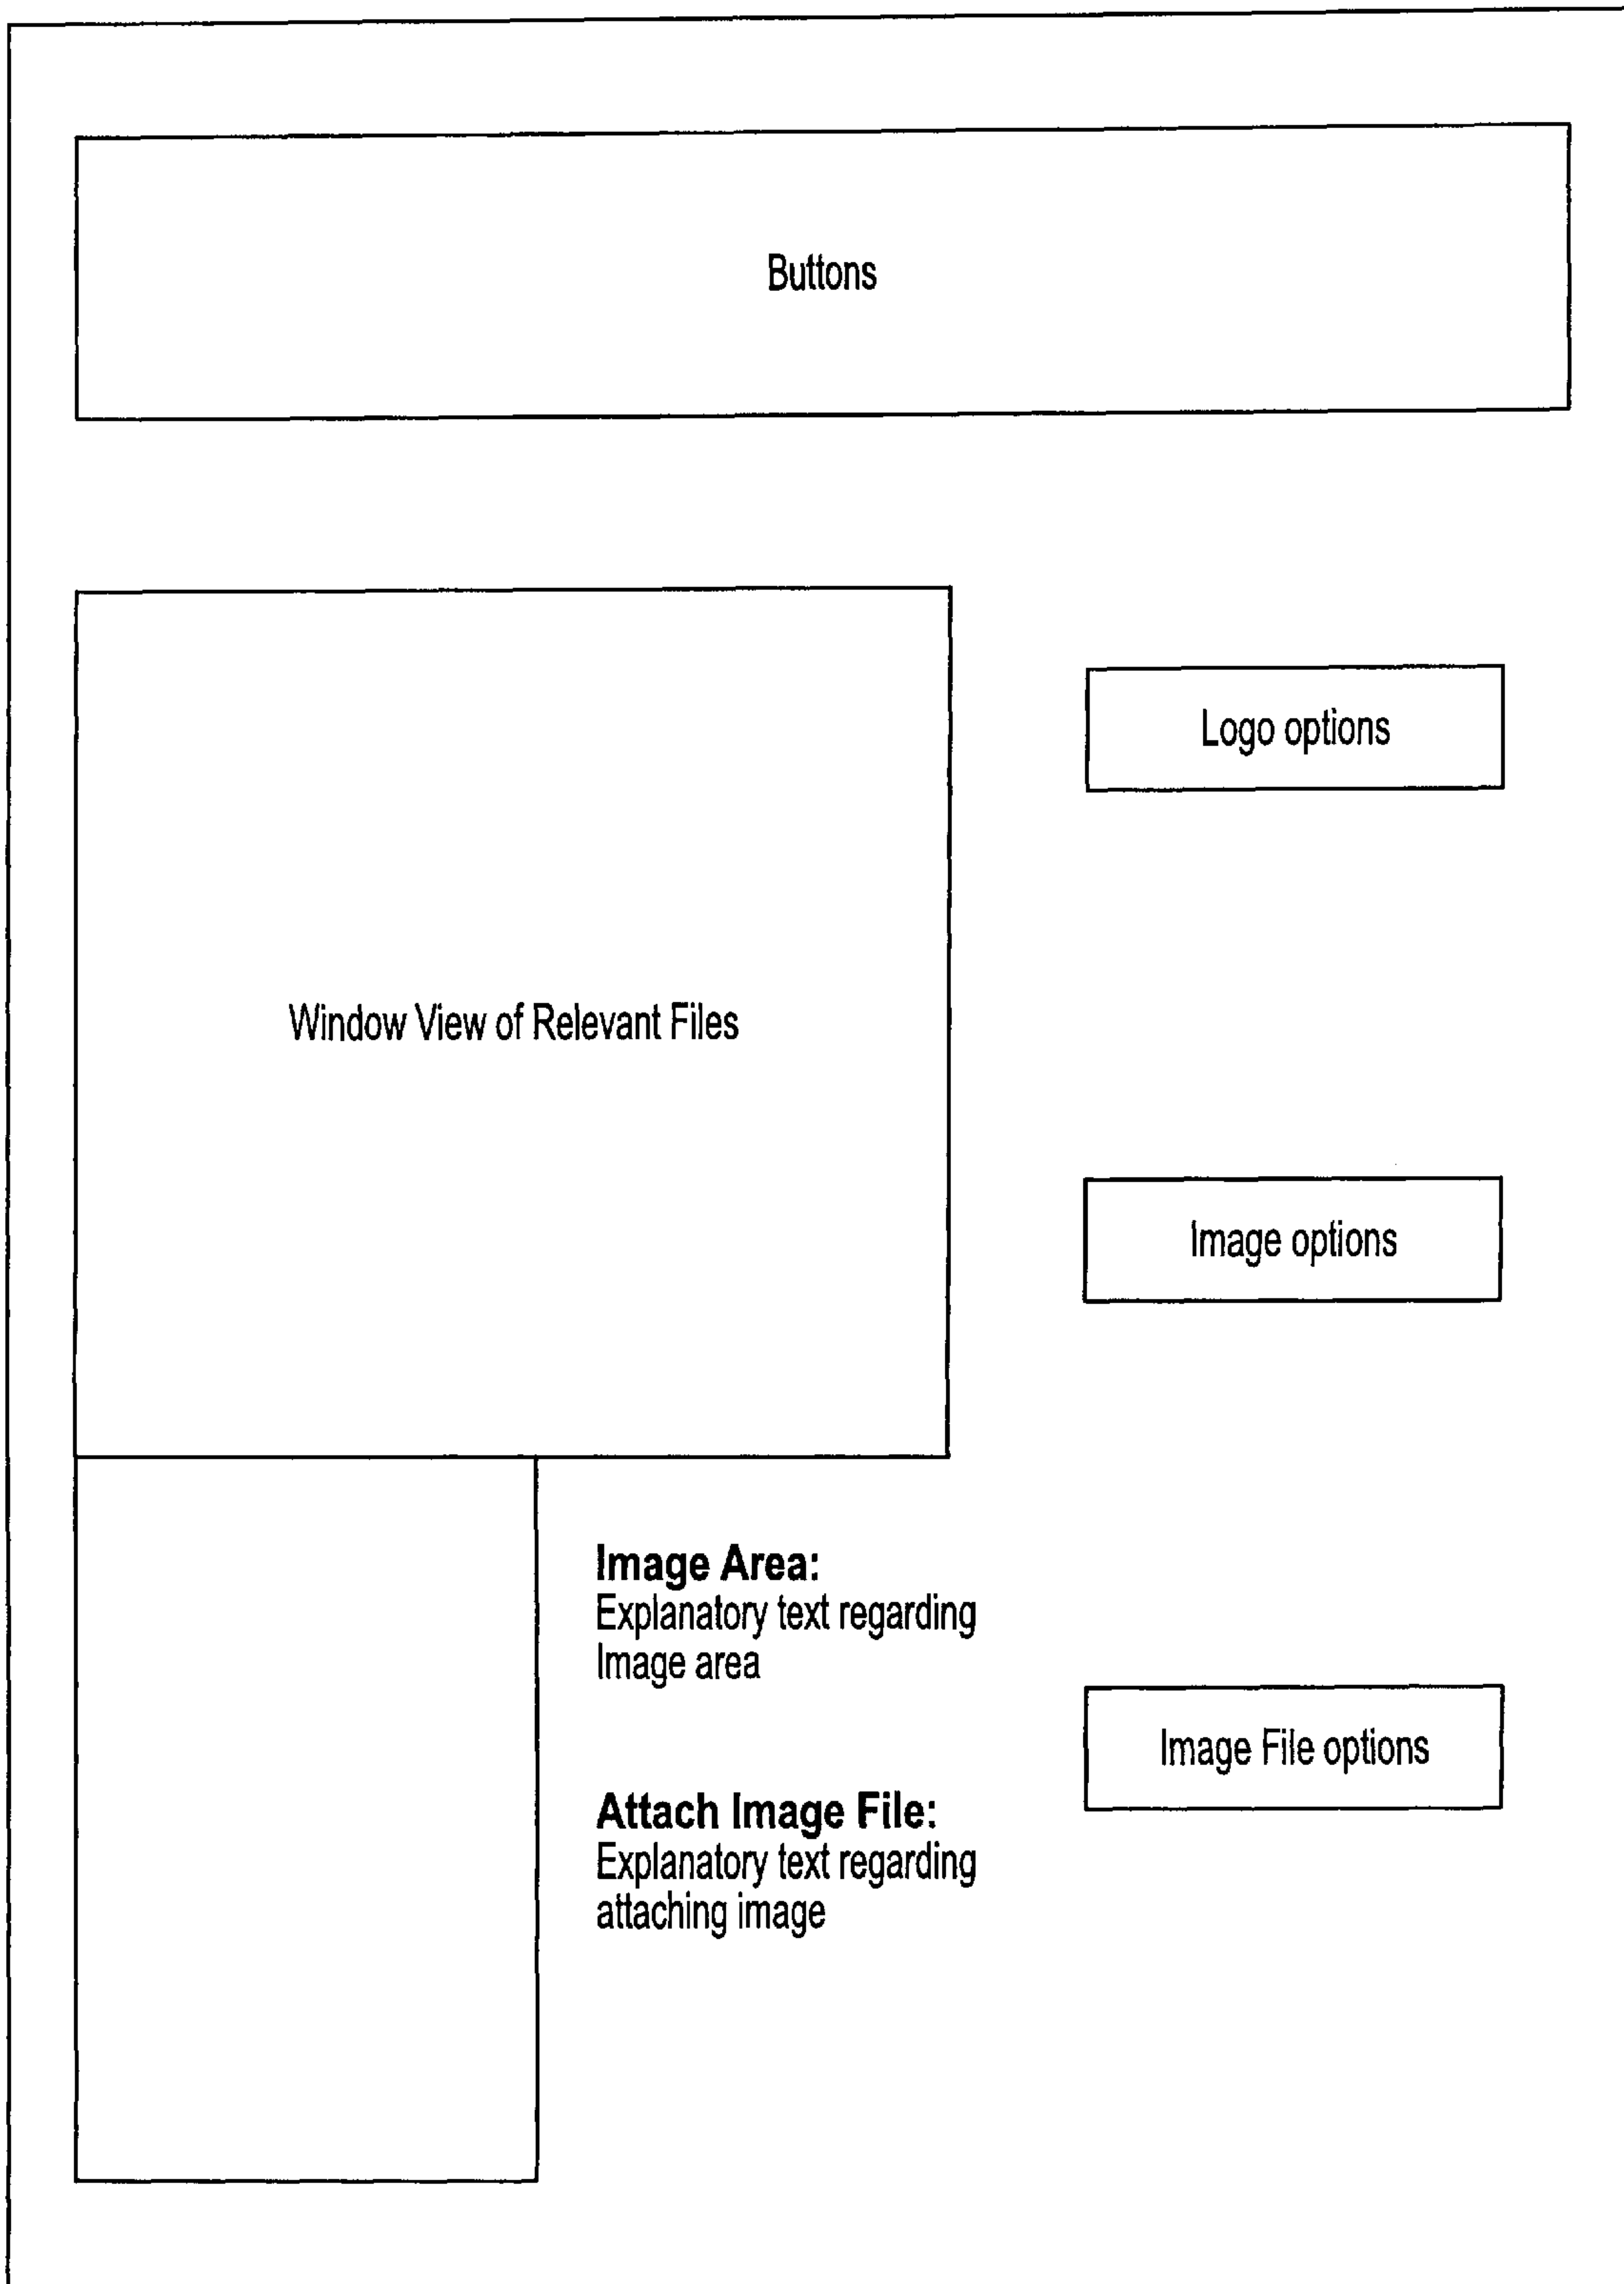 Buttons
Logo options
Window View of Relevant Files
Image options
Image Area:
Explanatory text regarding
Image area
Image File options
Attach Image File:
Explanatory text regarding
attaching image